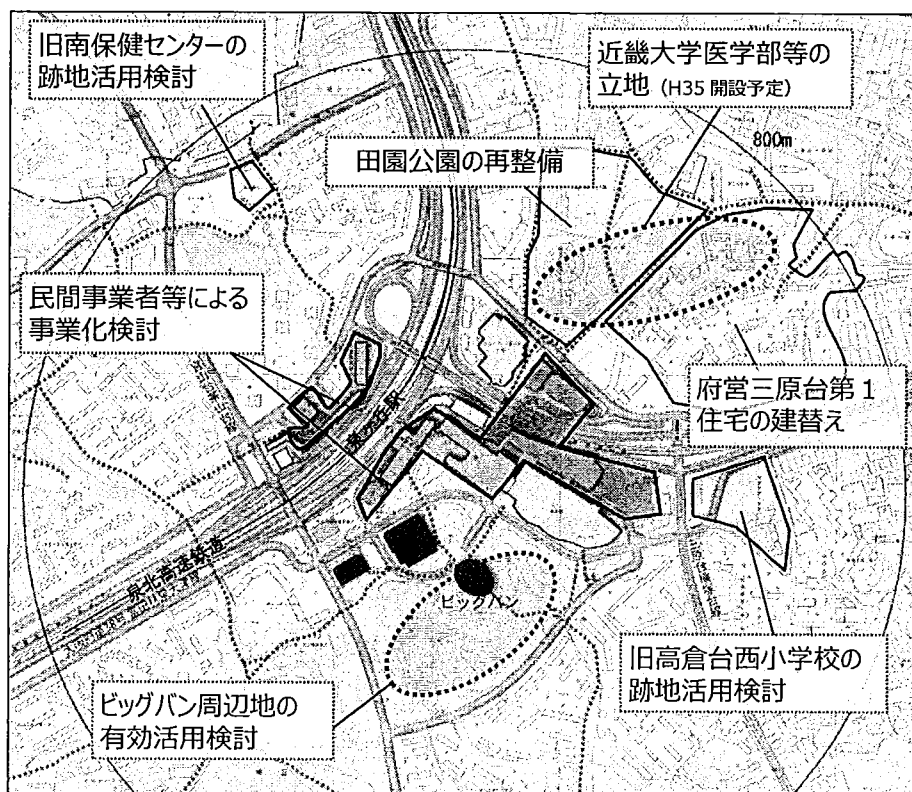 旧南保健センターの
跡地活用検討
近畿大学医学部等の
立地（H35 開設予定）
800m
田園公園の再整備
民間事業者等による
事業化検討
泉ヶ丘駅
府営三原台第１
住宅の建替え
泉北高速鉄道
ビッグバン
旧高倉台西小学校の
跡地活用検討
ビッグバン周辺地の
有効活用検討